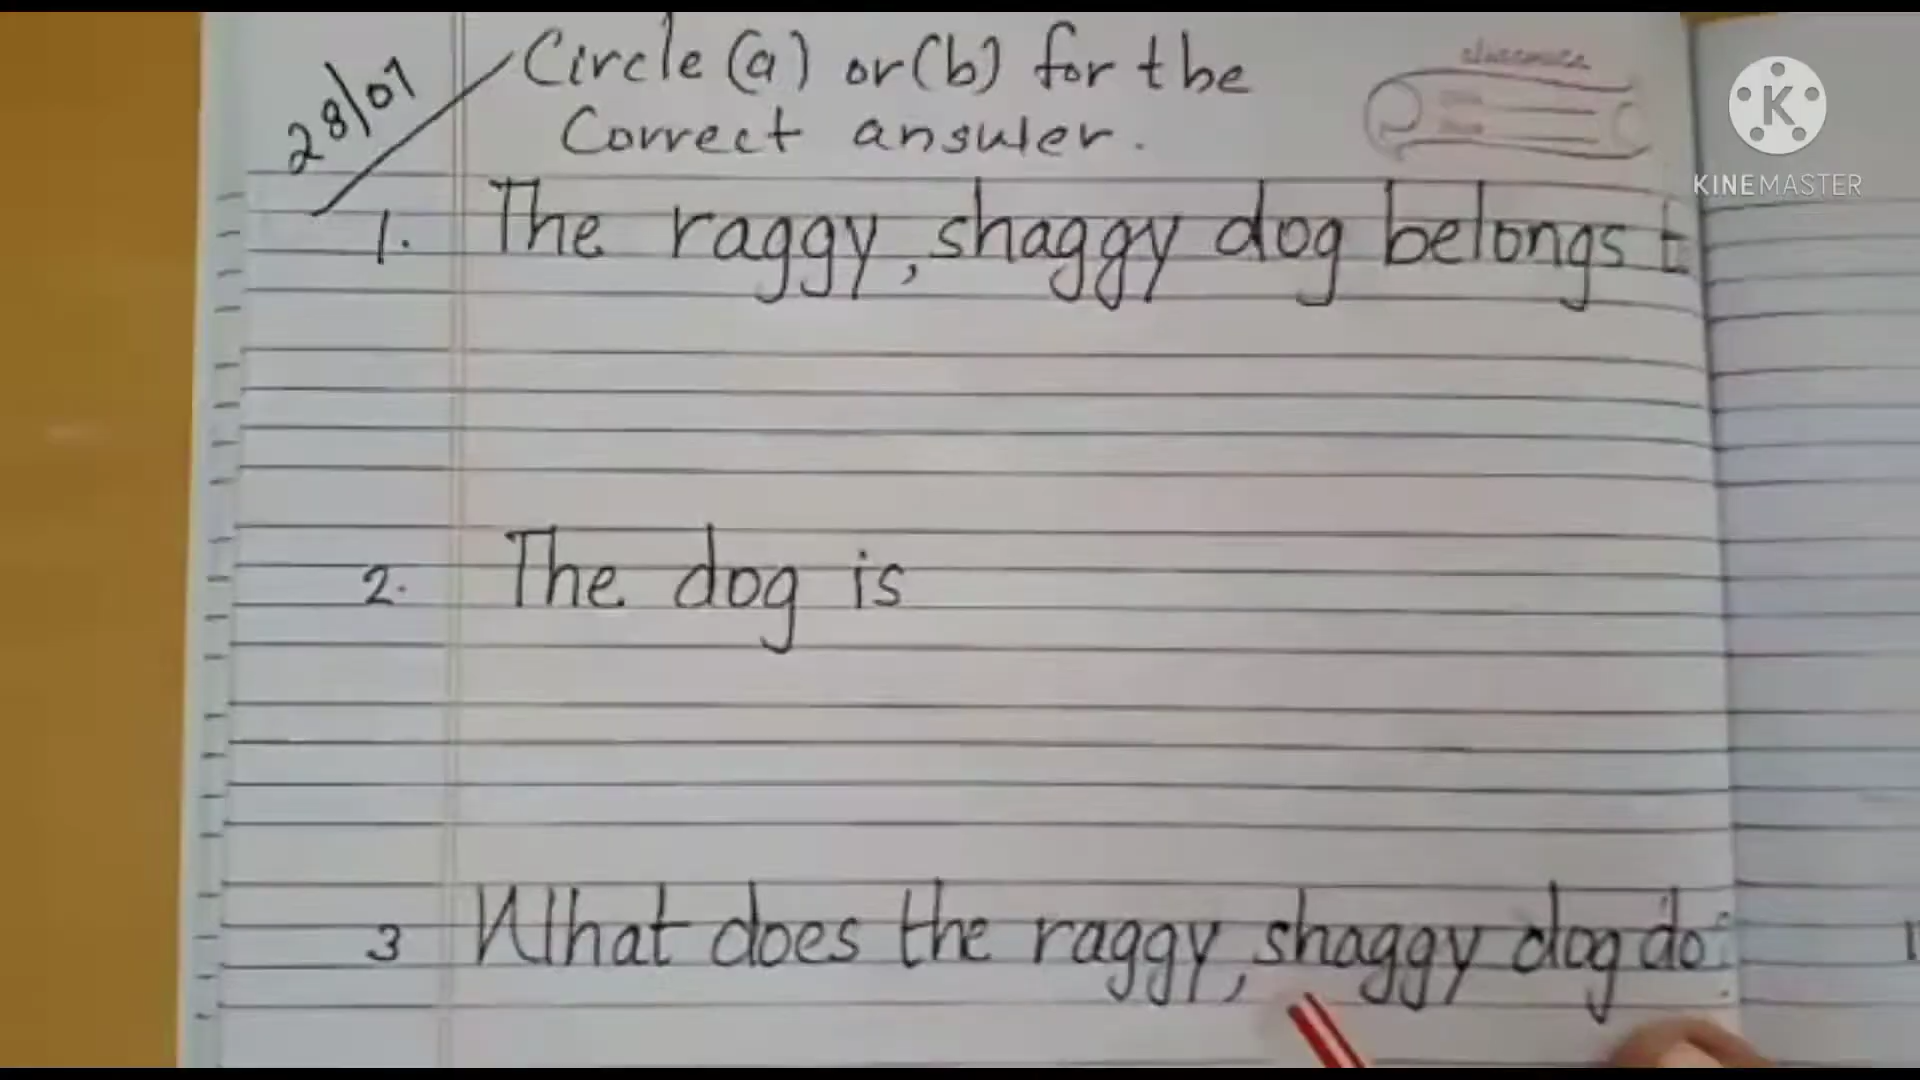 28/07
Circle (a) or (b) for the
Correct answer.
KINEMASTER
1. The raggy, shaggy dog belongs t
2. The dog is
3 What does the raggy, shaggy dog do